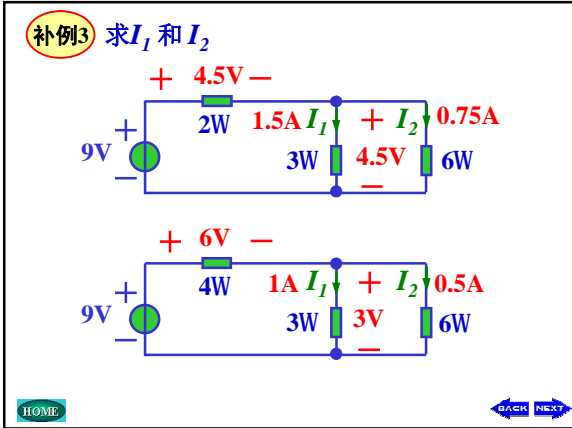 补例3 求I1 和 I2
+ 4.5V −
+ 2W 1.5A I1 + I2 0.75A
9V 3W 4.5V 6W
− −
+ 6V −
+ 4W 1A I1 + I2 0.5A
9V 3W 3V 6W
− −
HOME BACK NEXT